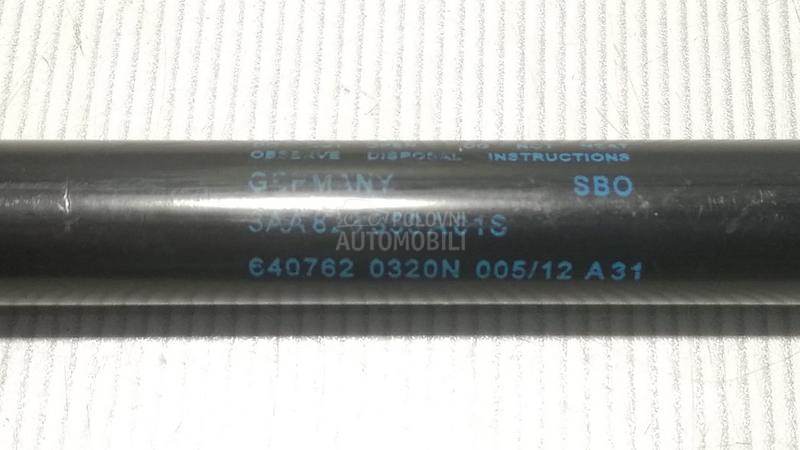 OBSERVE DISPOSAL INSTRUCTIONS
GERMANY SBO
POLOVNI
AUTOMOBILI
640762 0320N 005/12 A31